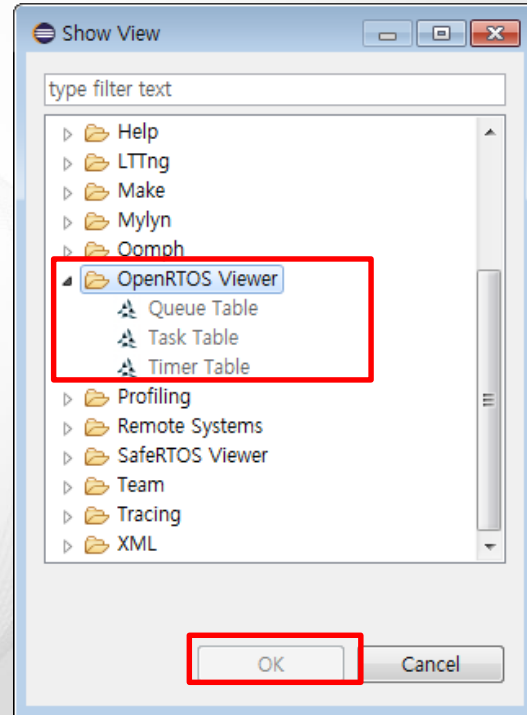 Show View
type filter text
Help
LTTng
Make
Mylyn
Oomph
OpenRTOS Viewer
Queue Table
Task Table
Timer Table
Profiling
Remote Systems
SafeRTOS Viewer
Team
Tracing
XML
OK
Cancel